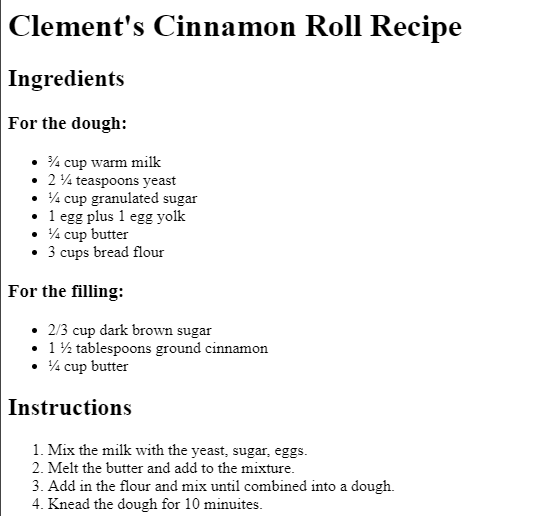 Clement's Cinnamon Roll Recipe
Ingredients
For the dough:
• ¾ cup warm milk
• 2 ¼ teaspoons yeast
• ¼ cup granulated sugar
• 1 egg plus 1 egg yolk
• ¼ cup butter
• 3 cups bread flour
For the filling:
• 2/3 cup dark brown sugar
• 1 ½ tablespoons ground cinnamon
• ¼ cup butter
Instructions
1. Mix the milk with the yeast, sugar, eggs.
2. Melt the butter and add to the mixture.
3. Add in the flour and mix until combined into a dough.
4. Knead the dough for 10 minuites.